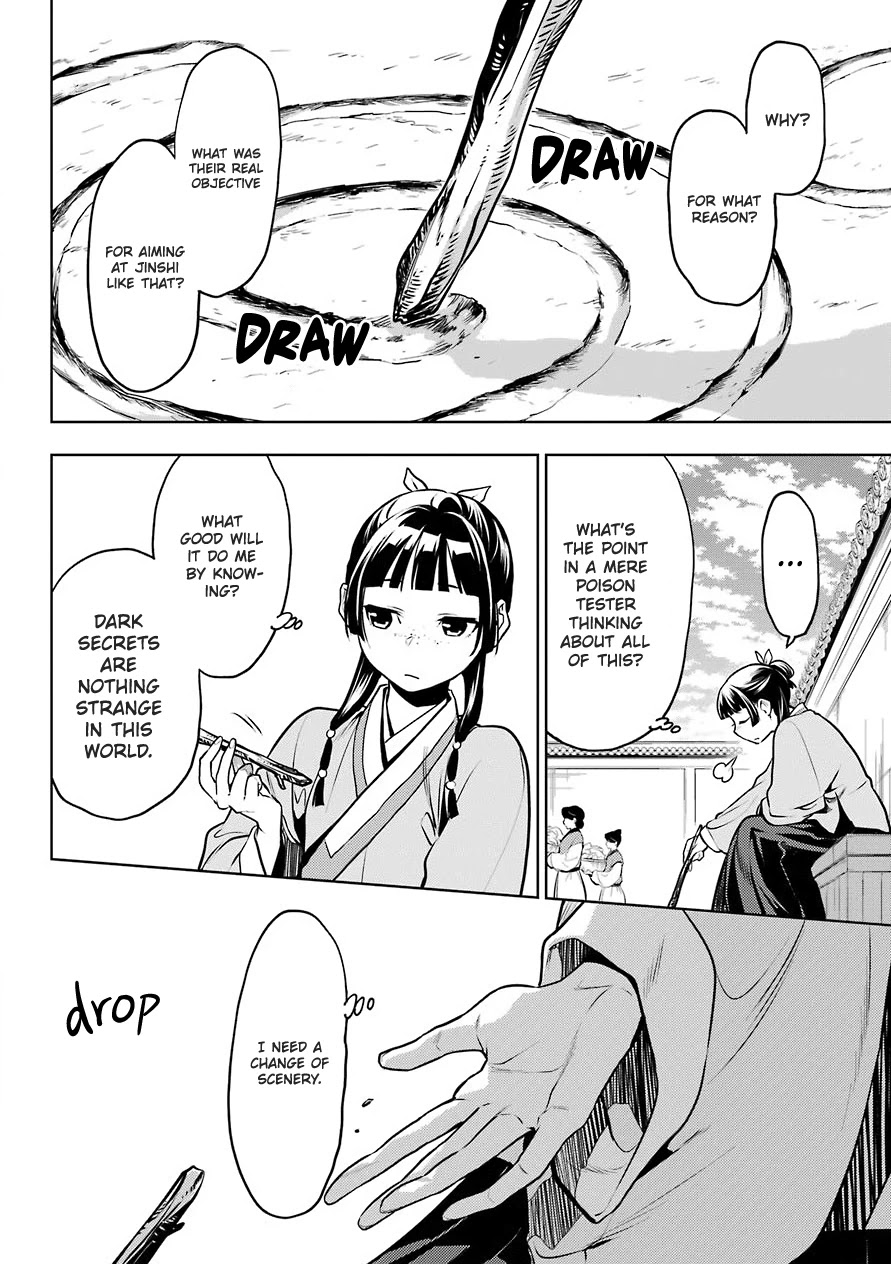 WHY?
FOR WHAT
REASON?
DRAW
WHAT WAS
THEIR REAL
OBJECTIVE
FOR AIMING
AT JINSHI
LIKE THAT?
DRAW
...
WHAT'S
THE POINT
IN A MERE
POISON
TESTER
THINKING
ABOUT ALL
OF THIS?
WHAT
GOOD WILL
IT DO ME
BY KNOW-
ING?
DARK
SECRETS
ARE
NOTHING
STRANGE
IN THIS
WORLD.
I NEED A
CHANGE OF
SCENERY.
drop